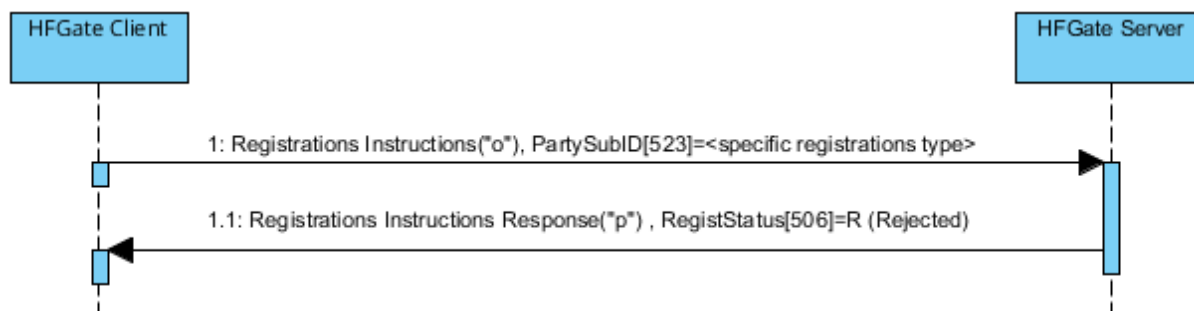 HFGate Client
HFGate Server
1: Registrations Instructions("o"), PartySubID[523]=<specific registrations type>
1.1: Registrations Instructions Response("p") , RegistStatus[506]=R (Rejected)